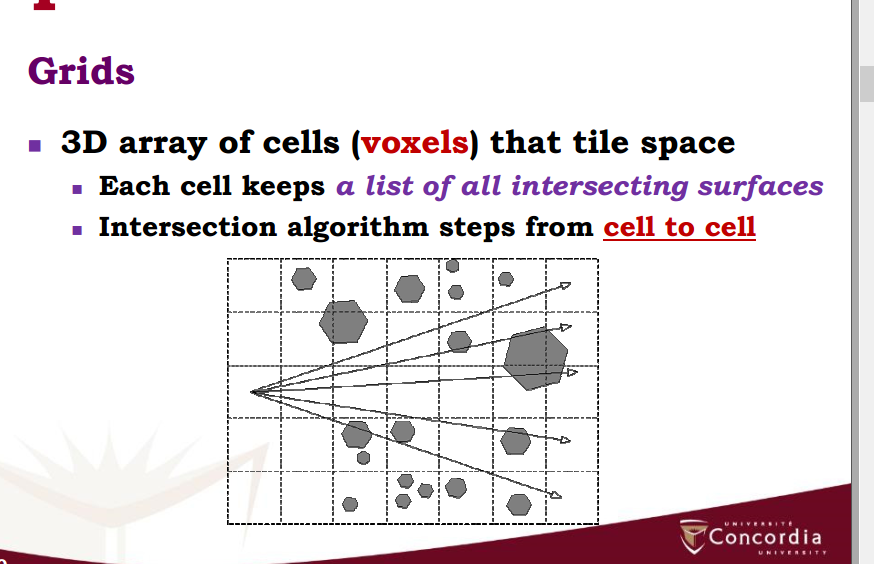 Grids
3D array of cells (voxels) that tile space
Each cell keeps a list of all intersecting surfaces
Intersection algorithm steps from cell to cell
UNIVERSITÉ
Concordia
UNIVERSITY